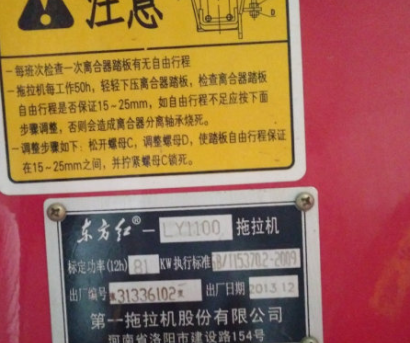 注意
－每班次检查一次离合器踏板有无自由行程
－拖拉机每工作50h，轻轻下压离合器踏板，检查离合器踏板
自由行程是否保证15～25mm，如自由行程不足应按下面
步骤调整，否则会造成离合器分离轴承烧死。
－调整步骤如下：松开螺母C，调整螺母D，使踏板自由行程保证
在15～25mm之间，并拧紧螺母C锁死。
东方红®－LY1100 拖拉机
标定功率(12h) 81 KW 执行标准 GB/T15370.2-2009
出厂编号 *31336102* 出厂日期 2013.12
第一拖拉机股份有限公司
河南省洛阳市建设路154号